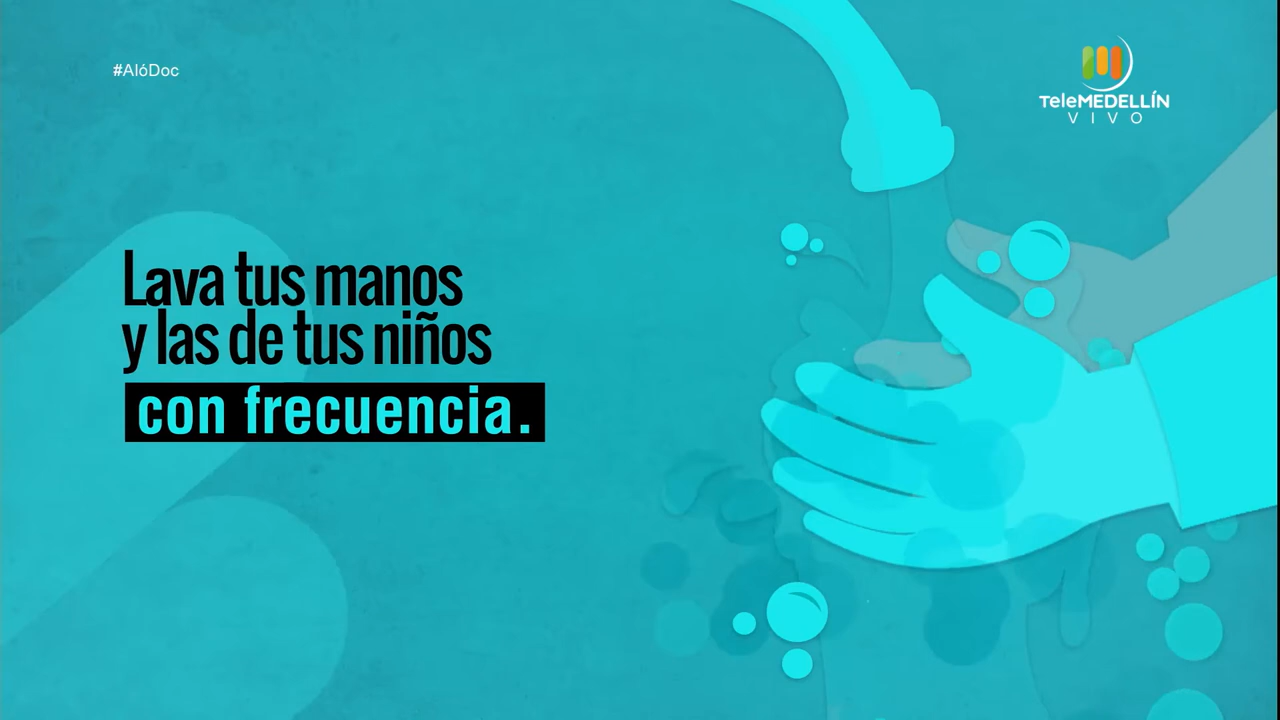 #AlóDoc
TeleMEDELLÍN
VIVO
Lava tus manos
y las de tus niños
con frecuencia.